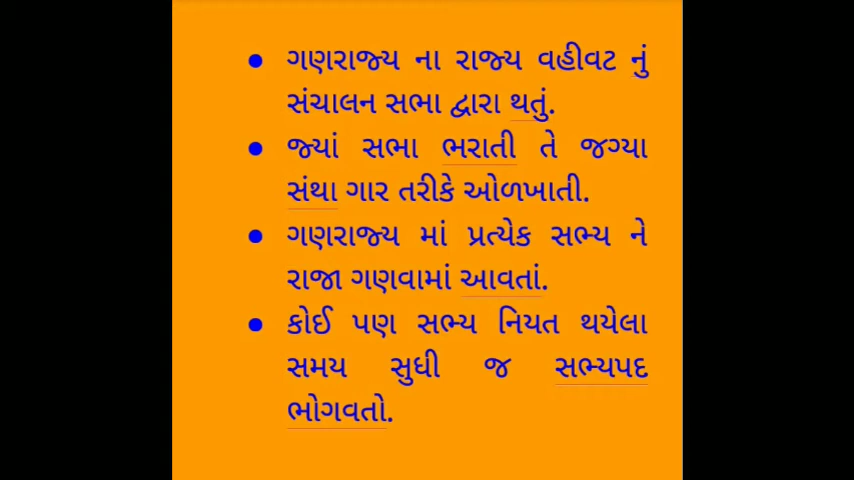 • ગણરાજ્ય ના રાજ્ય વહીવટ નું
સંચાલન સભા દ્વારા થતું.
• જ્યાં સભા ભરાતી તે જગ્યા
સંથા ગાર તરીકે ઓળખાતી.
• ગણરાજ્ય માં પ્રત્યેક સભ્ય ને
રાજા ગણવામાં આવતાં.
• કોઈ પણ સભ્ય નિયત થયેલા
સમય સુધી જ સભ્યપદ
ભોગવતો.